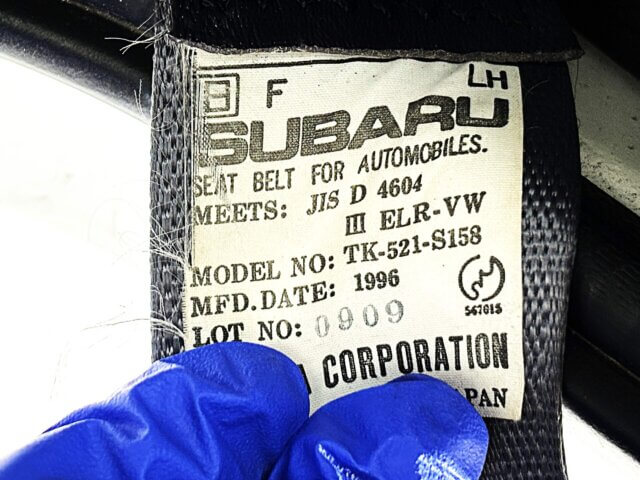 F LH
SUBARU
SEAT BELT FOR AUTOMOBILES.
MEETS: JIS D 4604
III ELR-VW
MODEL NO: TK-521-S158
MFD.DATE: 1996
LOT NO: 0909
567015
CORPORATION